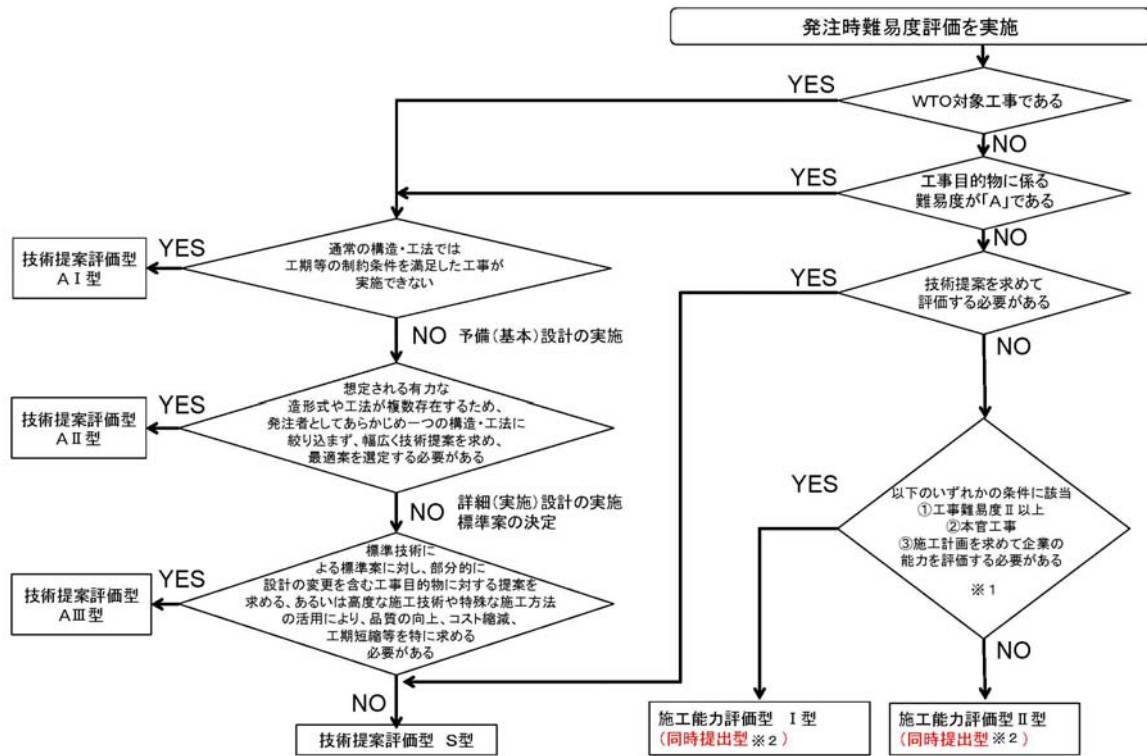 発注時難易度評価を実施
YES
WTO対象工事である
NO
YES
工事目的物に係る
難易度が「A」である
NO
技術提案評価型
AⅠ型
YES
通常の構造・工法では
工期等の制約条件を満足した工事が
実施できない
YES
技術提案を求めて
評価する必要がある
NO
予備(基本)設計の実施
NO
技術提案評価型
AⅡ型
YES
想定される有力な
造形式や工法が複数存在するため、
発注者としてあらかじめ一つの構造・工法に
絞り込まず、幅広く技術提案を求め、
最適案を選定する必要がある
NO
詳細(実施)設計の実施
標準案の決定
YES
以下のいずれかの条件に該当
①工事難易度Ⅱ以上
②本官工事
③施工計画を求めて企業の
能力を評価する必要がある
※1
技術提案評価型
AⅢ型
YES
標準技術に
よる標準案に対し、部分的に
設計の変更を含む工事目的物に対する提案を
求める、あるいは高度な施工技術や特殊な施工方法
の活用により、品質の向上、コスト縮減、
工期短縮等を特に求める
必要がある
NO
NO
技術提案評価型 S型
施工能力評価型 Ⅰ型
(同時提出型※2)
施工能力評価型Ⅱ型
(同時提出型※2)